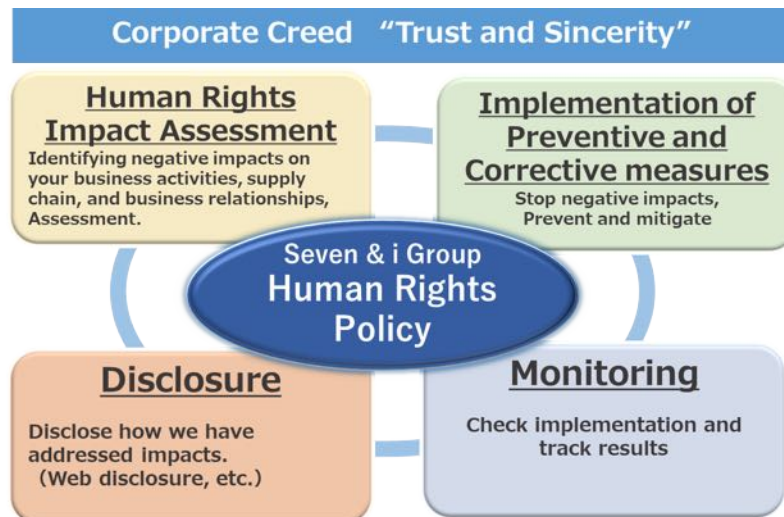 Corporate Creed “Trust and Sincerity”
Human Rights
Impact Assessment
Identifying negative impacts on
your business activities, supply
chain, and business relationships,
Assessment.
Implementation of
Preventive and
Corrective measures
Stop negative impacts,
Prevent and mitigate
Seven & i Group
Human Rights
Policy
Disclosure
Disclose how we have
addressed impacts.
（Web disclosure, etc.）
Monitoring
Check implementation and
track results